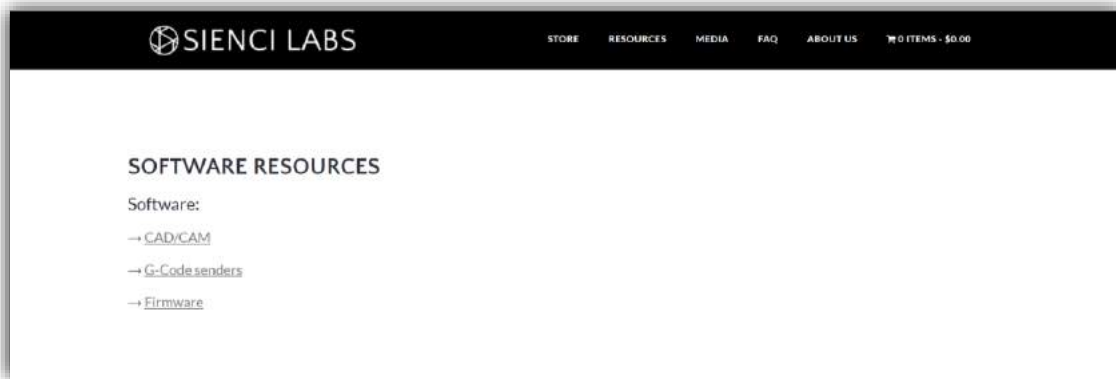 SIENCI LABS
STORE RESOURCES MEDIA FAQ ABOUT US 0 ITEMS - $0.00
SOFTWARE RESOURCES
Software:
→ CAD/CAM
→ G-Code senders
→ Firmware